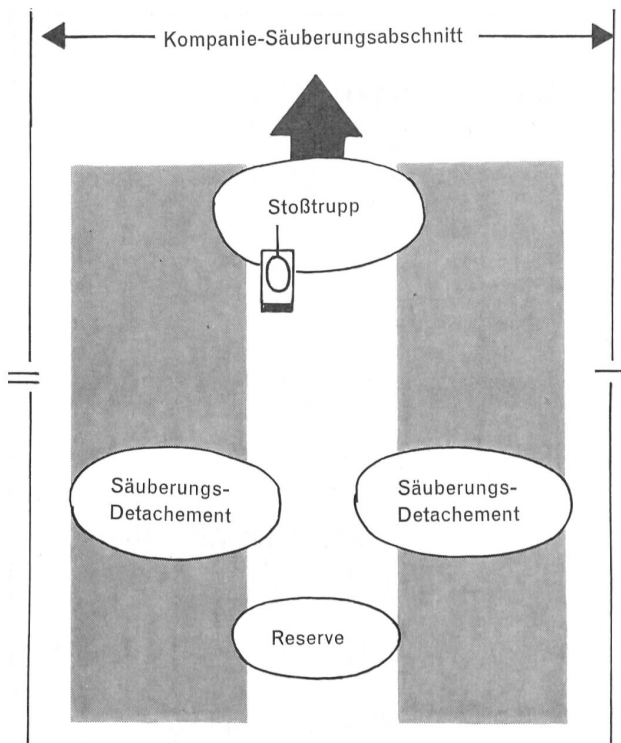 Kompanie-Säuberungsabschnitt
Stoßtrupp
Säuberungs-
Detachement
Säuberungs-
Detachement
Reserve